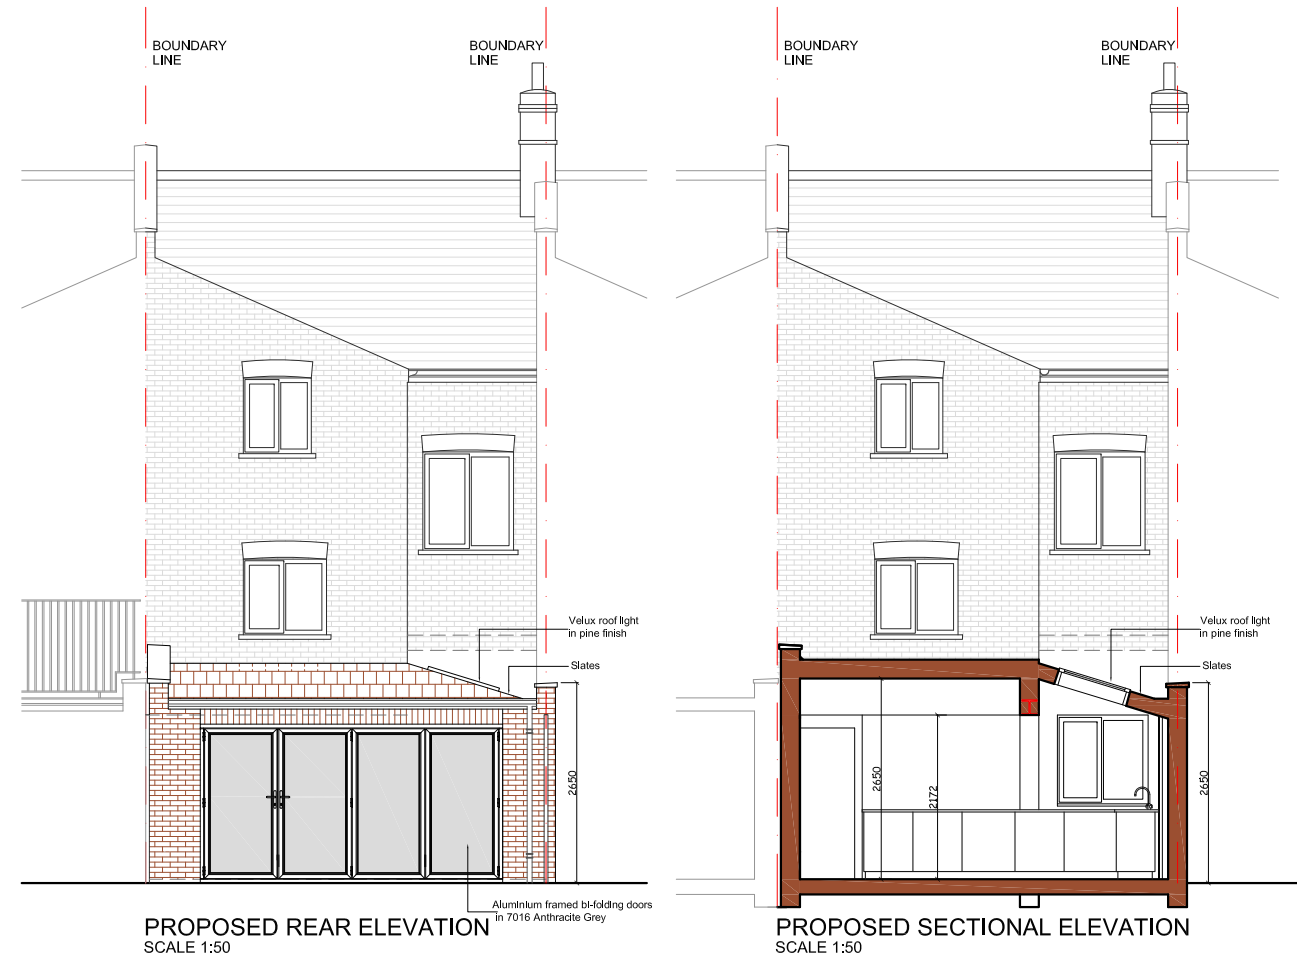 BOUNDARY
LINE
BOUNDARY
LINE
Velux roof light
in pine finish
Slates
2650
Aluminium framed bi-folding doors
in 7016 Anthracite Grey
PROPOSED REAR ELEVATION
SCALE 1:50
BOUNDARY
LINE
BOUNDARY
LINE
Velux roof light
in pine finish
Slates
2650
2172
2650
PROPOSED SECTIONAL ELEVATION
SCALE 1:50